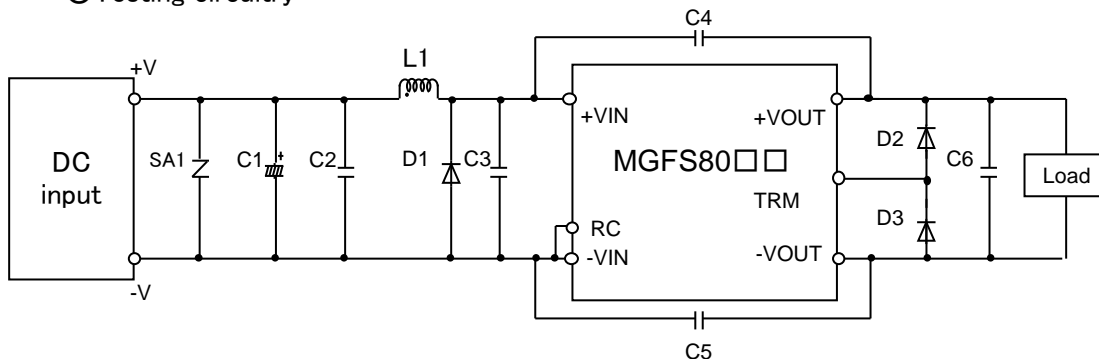 Testing circuitry
C4
+V
L1
+VIN
+VOUT
DC
input
SA1
C1
+
C2
D1
C3
MGFS80□□
D2
C6
Load
TRM
RC
D3
-VIN
-VOUT
-V
C5